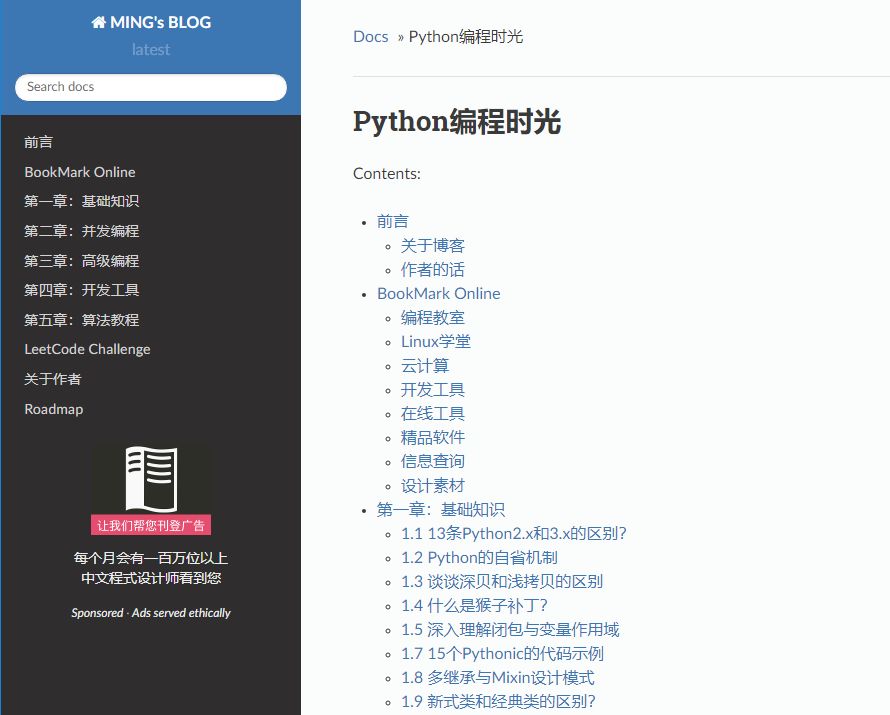 MING's BLOG
latest
Search docs
前言
BookMark Online
第一章：基础知识
第二章：并发编程
第三章：高级编程
第四章：开发工具
第五章：算法教程
LeetCode Challenge
关于作者
Roadmap
让我们帮您刊登广告
每个月会有一百万位以上
中文程式设计师看到您
Sponsored · Ads served ethically
Docs » Python编程时光
Python编程时光
Contents:
前言
关于博客
作者的话
BookMark Online
编程教室
Linux学堂
云计算
开发工具
在线工具
精品软件
信息查询
设计素材
第一章：基础知识
1.1 13条Python2.x和3.x的区别？
1.2 Python的自省机制
1.3 谈谈深贝和浅拷贝的区别
1.4 什么是猴子补丁？
1.5 深入理解闭包与变量作用域
1.7 15个Pythonic的代码示例
1.8 多继承与Mixin设计模式
1.9 新式类和经典类的区别？